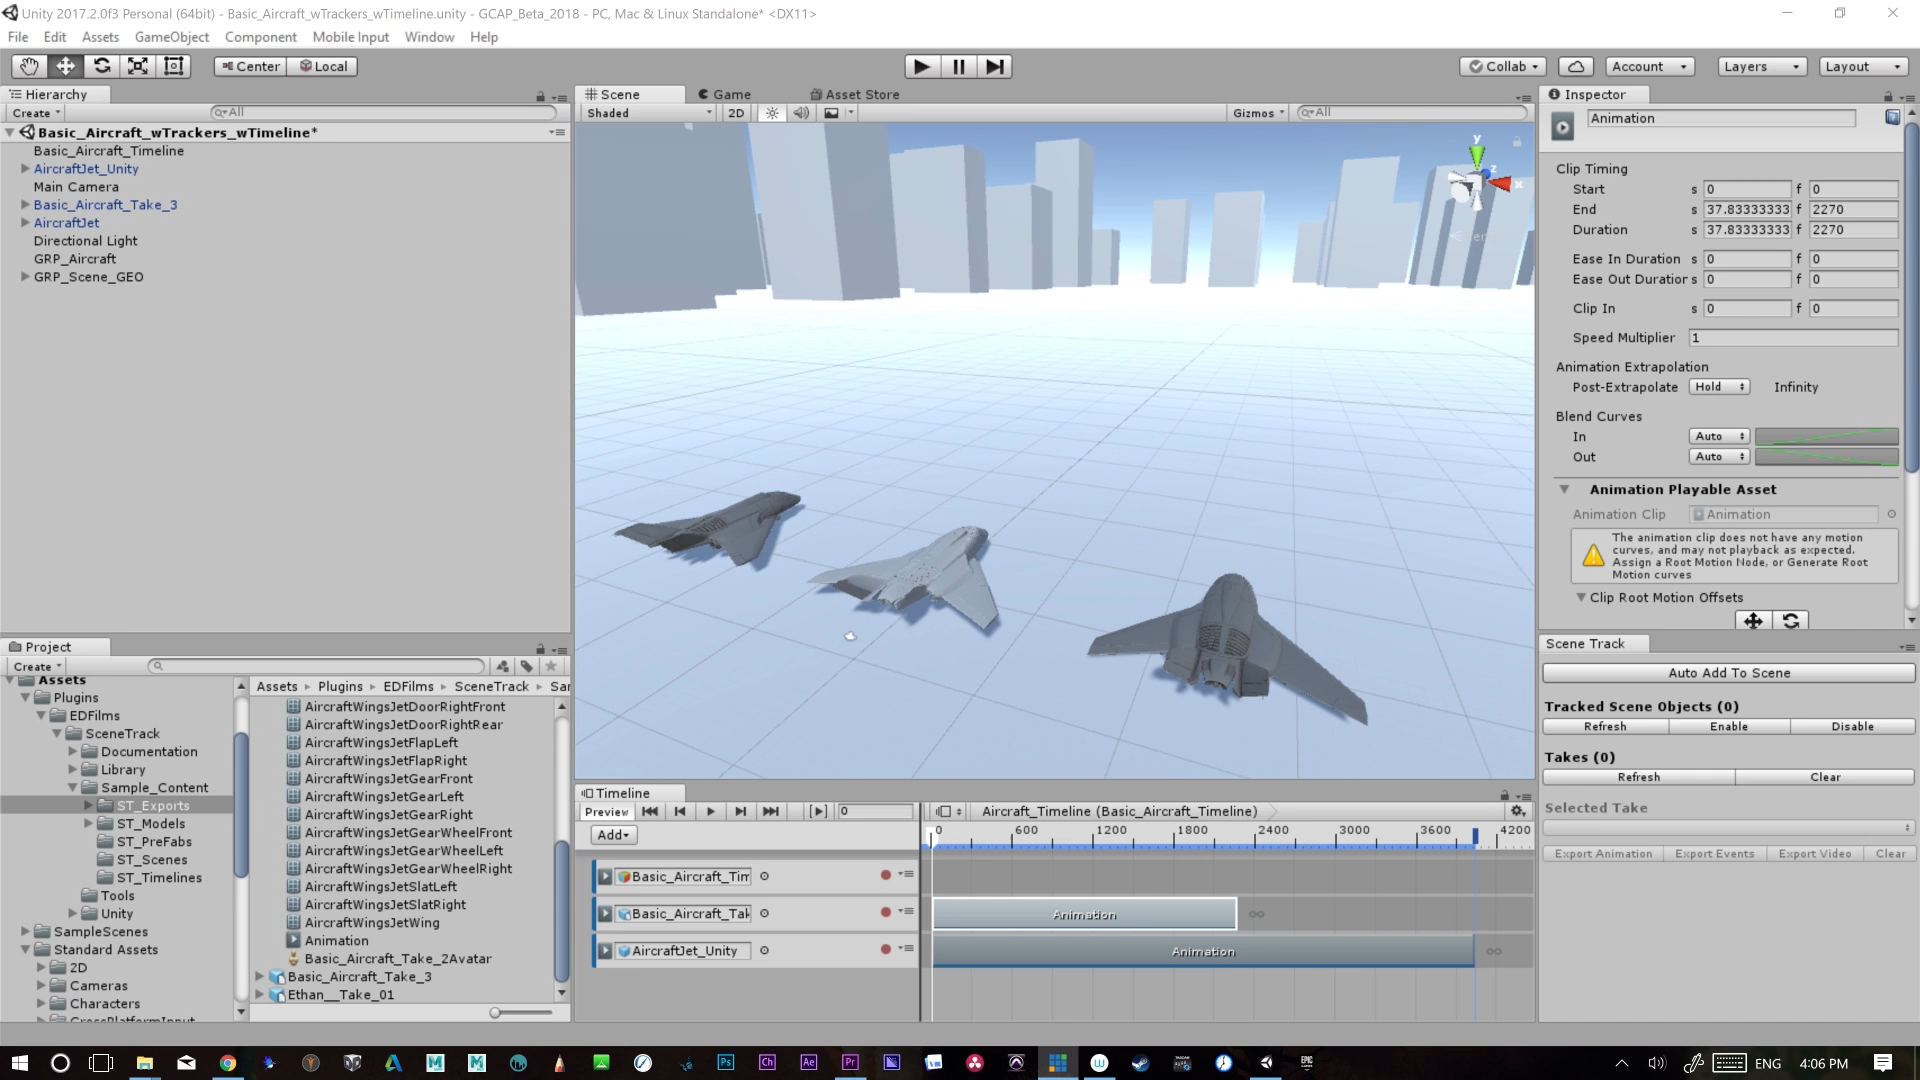 Unity 2017.2.0f3 Personal (64bit) - Basic_Aircraft_wTrackers_wTimeline.unity - GCAP_Beta_2018 - PC, Mac & Linux Standalone* <DX11>
File Edit Assets GameObject Component Mobile Input Window Help
Center Local
Collab Account Layers Layout
Hierarchy
Create All
Basic_Aircraft_wTrackers_wTimeline*
Basic_Aircraft_Timeline
AircraftJet_Unity
Main Camera
Basic_Aircraft_Take_3
AircraftJet
Directional Light
GRP_Aircraft
GRP_Scene_GEO
Scene Game Asset Store
Shaded 2D Gizmos All
y
z
x
Inspector
Animation
Clip Timing
Start s 0 f 0
End s 37.83333333 f 2270
Duration s 37.83333333 f 2270
Ease In Duration s 0 f 0
Ease Out Duration s 0 f 0
Clip In s 0 f 0
Speed Multiplier 1
Animation Extrapolation
Post-Extrapolate Hold Infinity
Blend Curves
In Auto
Out Auto
Animation Playable Asset
Animation Clip Animation
The animation clip does not have any motion
curves, and may not playback as expected.
Assign a Root Motion Node, or Generate Root
Motion curves
Clip Root Motion Offsets
Project
Create
Assets
Plugins
EDFilms
SceneTrack
Documentation
Library
Sample_Content
ST_Exports
ST_Models
ST_PreFabs
ST_Scenes
ST_Timelines
Tools
Unity
SampleScenes
Standard Assets
2D
Cameras
Characters
CrossPlatformInput
Assets Plugins EDFilms SceneTrack Sar
AircraftWingsJetDoorRightFront
AircraftWingsJetDoorRightRear
AircraftWingsJetFlapLeft
AircraftWingsJetFlapRight
AircraftWingsJetGearFront
AircraftWingsJetGearLeft
AircraftWingsJetGearRight
AircraftWingsJetGearWheelFront
AircraftWingsJetGearWheelLeft
AircraftWingsJetGearWheelRight
AircraftWingsJetSlatLeft
AircraftWingsJetSlatRight
AircraftWingsJetWing
Animation
Basic_Aircraft_Take_2Avatar
Basic_Aircraft_Take_3
Ethan__Take_01
Timeline
Preview 0 Aircraft_Timeline (Basic_Aircraft_Timeline)
Add
0 600 1200 1800 2400 3000 3600 4200
Basic_Aircraft_Tim
Basic_Aircraft_Tak Animation
AircraftJet_Unity Animation
Scene Track
Auto Add To Scene
Tracked Scene Objects (0)
Refresh Enable Disable
Takes (0)
Refresh Clear
Selected Take
Export Animation Export Events Export Video Clear
Ps Ch Ae Pr
ENG 4:06 PM